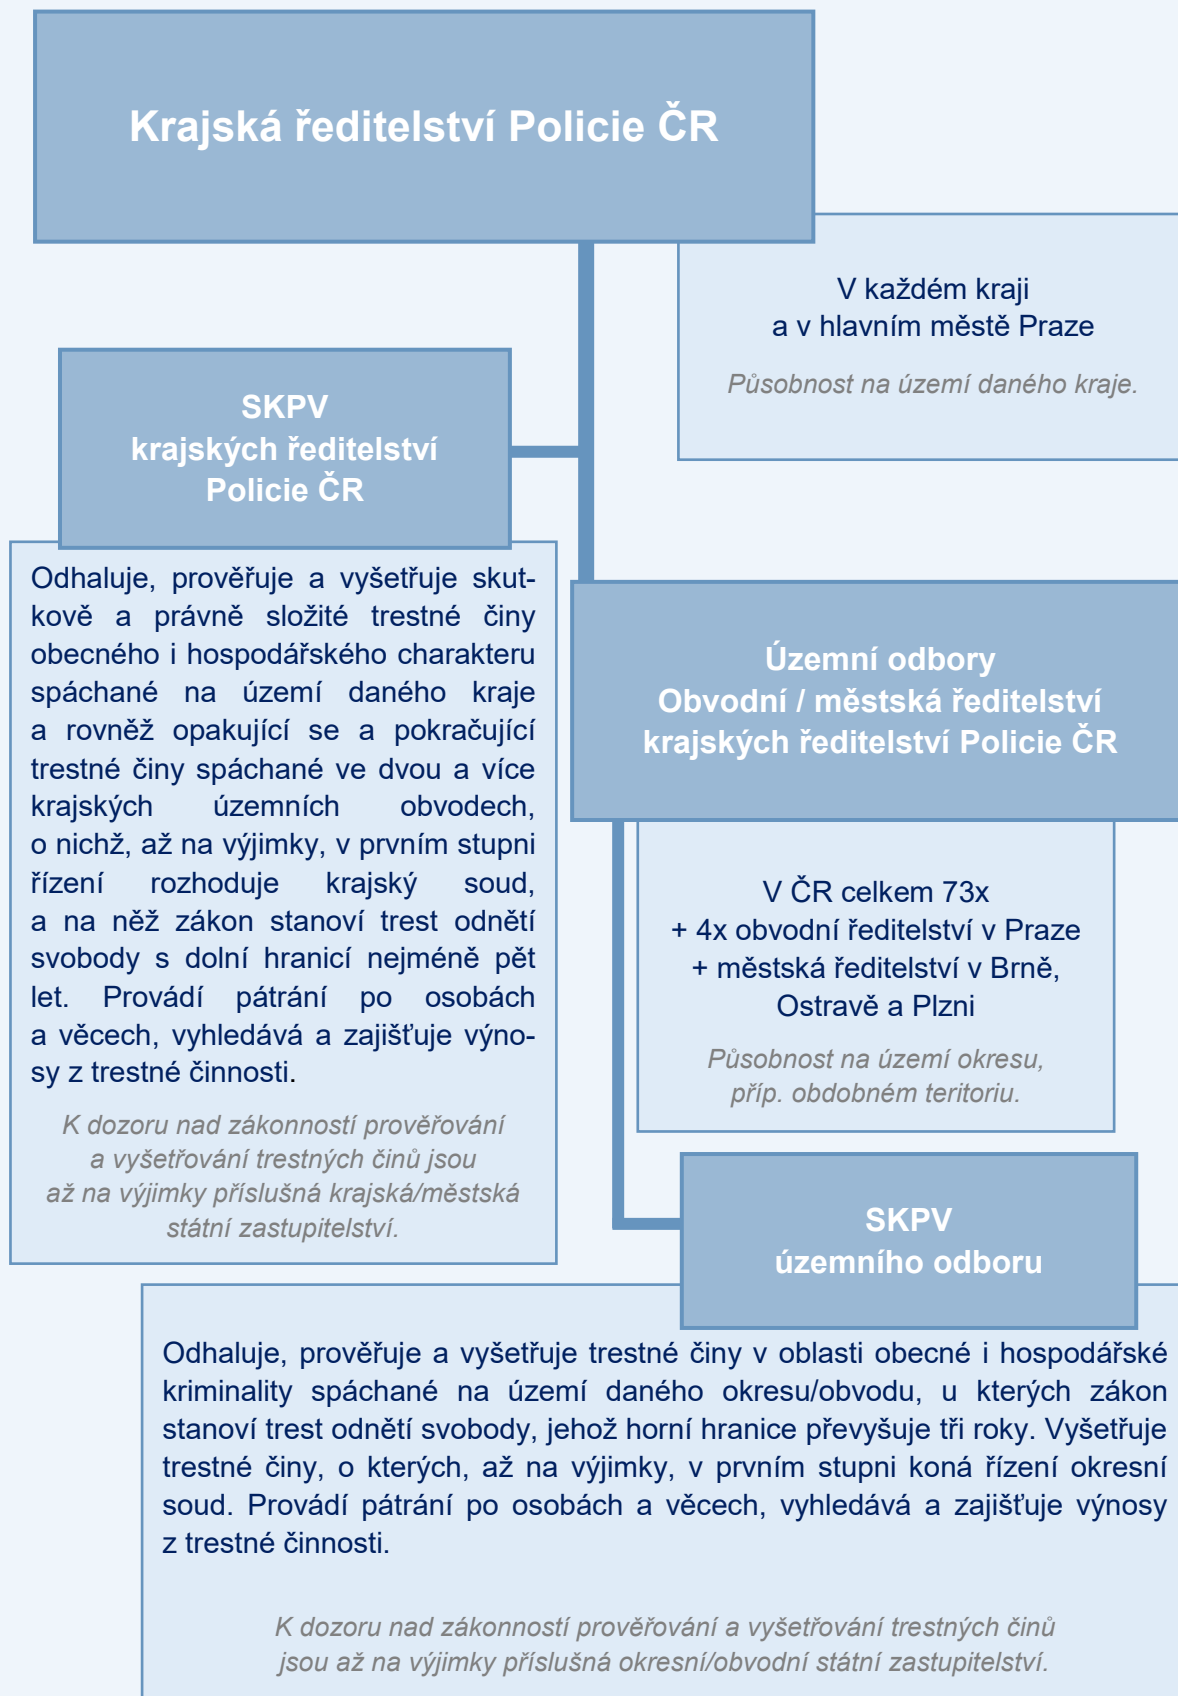 Krajská ředitelství Policie ČR
V každém kraji
a v hlavním městě Praze
Působnost na území daného kraje.
SKPV
krajských ředitelství
Policie ČR
Odhaluje, prověřuje a vyšetřuje skut-
kově a právně složité trestné činy
obecného i hospodářského charakteru
spáchané na území daného kraje
a rovněž opakující se a pokračující
trestné činy spáchané ve dvou a více
krajských územních obvodech,
o nichž, až na výjimky, v prvním stupni
řízení rozhoduje krajský soud,
a na něž zákon stanoví trest odnětí
svobody s dolní hranicí nejméně pět
let. Provádí pátrání po osobách
a věcech, vyhledává a zajišťuje výno-
sy z trestné činnosti.
K dozoru nad zákonností prověřování
a vyšetřování trestných činů jsou
až na výjimky příslušná krajská/městská
státní zastupitelství.
Územní odbory
Obvodní / městská ředitelství
krajských ředitelství Policie ČR
V ČR celkem 73x
+ 4x obvodní ředitelství v Praze
+ městská ředitelství v Brně,
Ostravě a Plzni
Působnost na území okresu,
příp. obdobném teritoriu.
SKPV
územního odboru
Odhaluje, prověřuje a vyšetřuje trestné činy v oblasti obecné i hospodářské
kriminality spáchané na území daného okresu/obvodu, u kterých zákon
stanoví trest odnětí svobody, jehož horní hranice převyšuje tři roky. Vyšetřuje
trestné činy, o kterých, až na výjimky, v prvním stupni koná řízení okresní
soud. Provádí pátrání po osobách a věcech, vyhledává a zajišťuje výnosy
z trestné činnosti.
K dozoru nad zákonností prověřování a vyšetřování trestných činů
jsou až na výjimky příslušná okresní/obvodní státní zastupitelství.